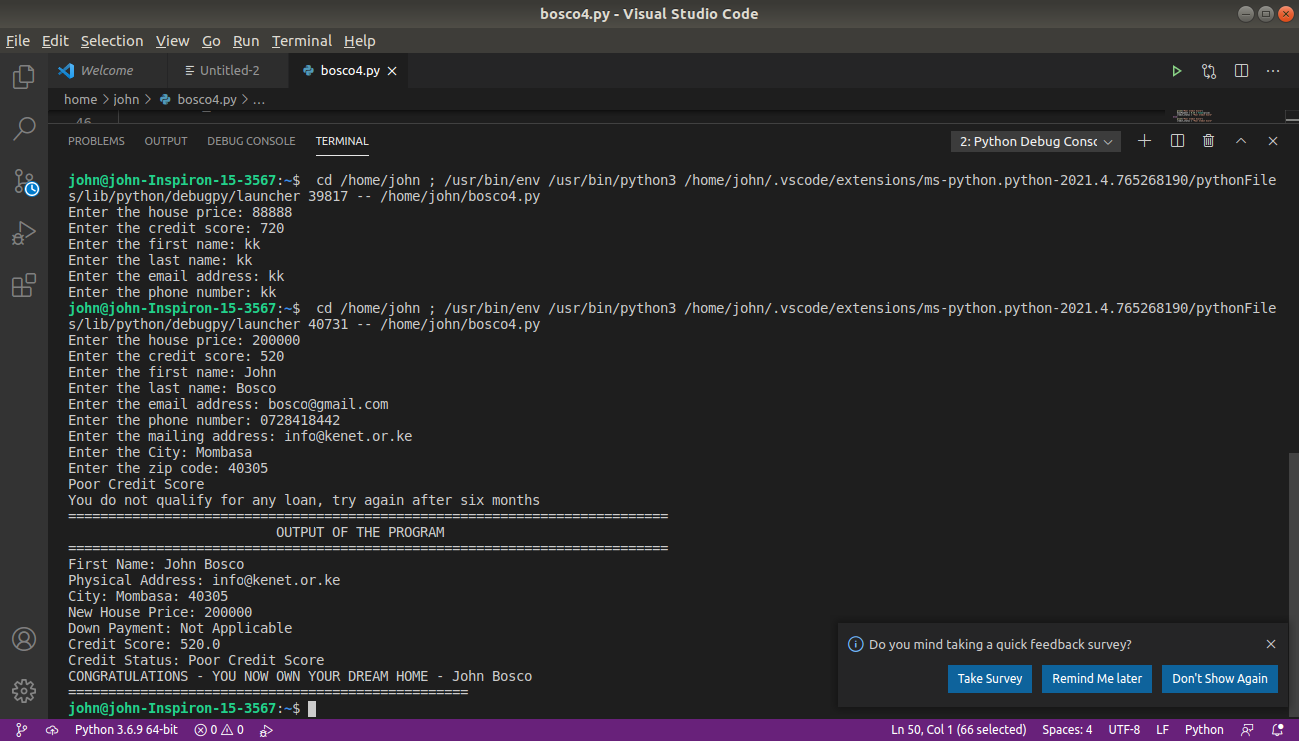 bosco4.py - Visual Studio Code
File Edit Selection View Go Run Terminal Help
Welcome Untitled-2 bosco4.py
home > john > bosco4.py > ...
46
PROBLEMS OUTPUT DEBUG CONSOLE TERMINAL 2: Python Debug Consc
john@john-Inspiron-15-3567:~$ cd /home/john ; /usr/bin/env /usr/bin/python3 /home/john/.vscode/extensions/ms-python.python-2021.4.765268190/pythonFile
s/lib/python/debugpy/launcher 39817 -- /home/john/bosco4.py
Enter the house price: 88888
Enter the credit score: 720
Enter the first name: kk
Enter the last name: kk
Enter the email address: kk
Enter the phone number: kk
john@john-Inspiron-15-3567:~$ cd /home/john ; /usr/bin/env /usr/bin/python3 /home/john/.vscode/extensions/ms-python.python-2021.4.765268190/pythonFile
s/lib/python/debugpy/launcher 40731 -- /home/john/bosco4.py
Enter the house price: 200000
Enter the credit score: 520
Enter the first name: John
Enter the last name: Bosco
Enter the email address: bosco@gmail.com
Enter the phone number: 0728418442
Enter the mailing address: info@kenet.or.ke
Enter the City: Mombasa
Enter the zip code: 40305
Poor Credit Score
You do not qualify for any loan, try again after six months
===========================================================================
OUTPUT OF THE PROGRAM
===========================================================================
First Name: John Bosco
Physical Address: info@kenet.or.ke
City: Mombasa: 40305
New House Price: 200000
Down Payment: Not Applicable
Credit Score: 520.0
Credit Status: Poor Credit Score
CONGRATULATIONS - YOU NOW OWN YOUR DREAM HOME - John Bosco
==================================================
john@john-Inspiron-15-3567:~$
Do you mind taking a quick feedback survey?
Take Survey Remind Me later Don't Show Again
Python 3.6.9 64-bit 0 0 Ln 50, Col 1 (66 selected) Spaces: 4 UTF-8 LF Python